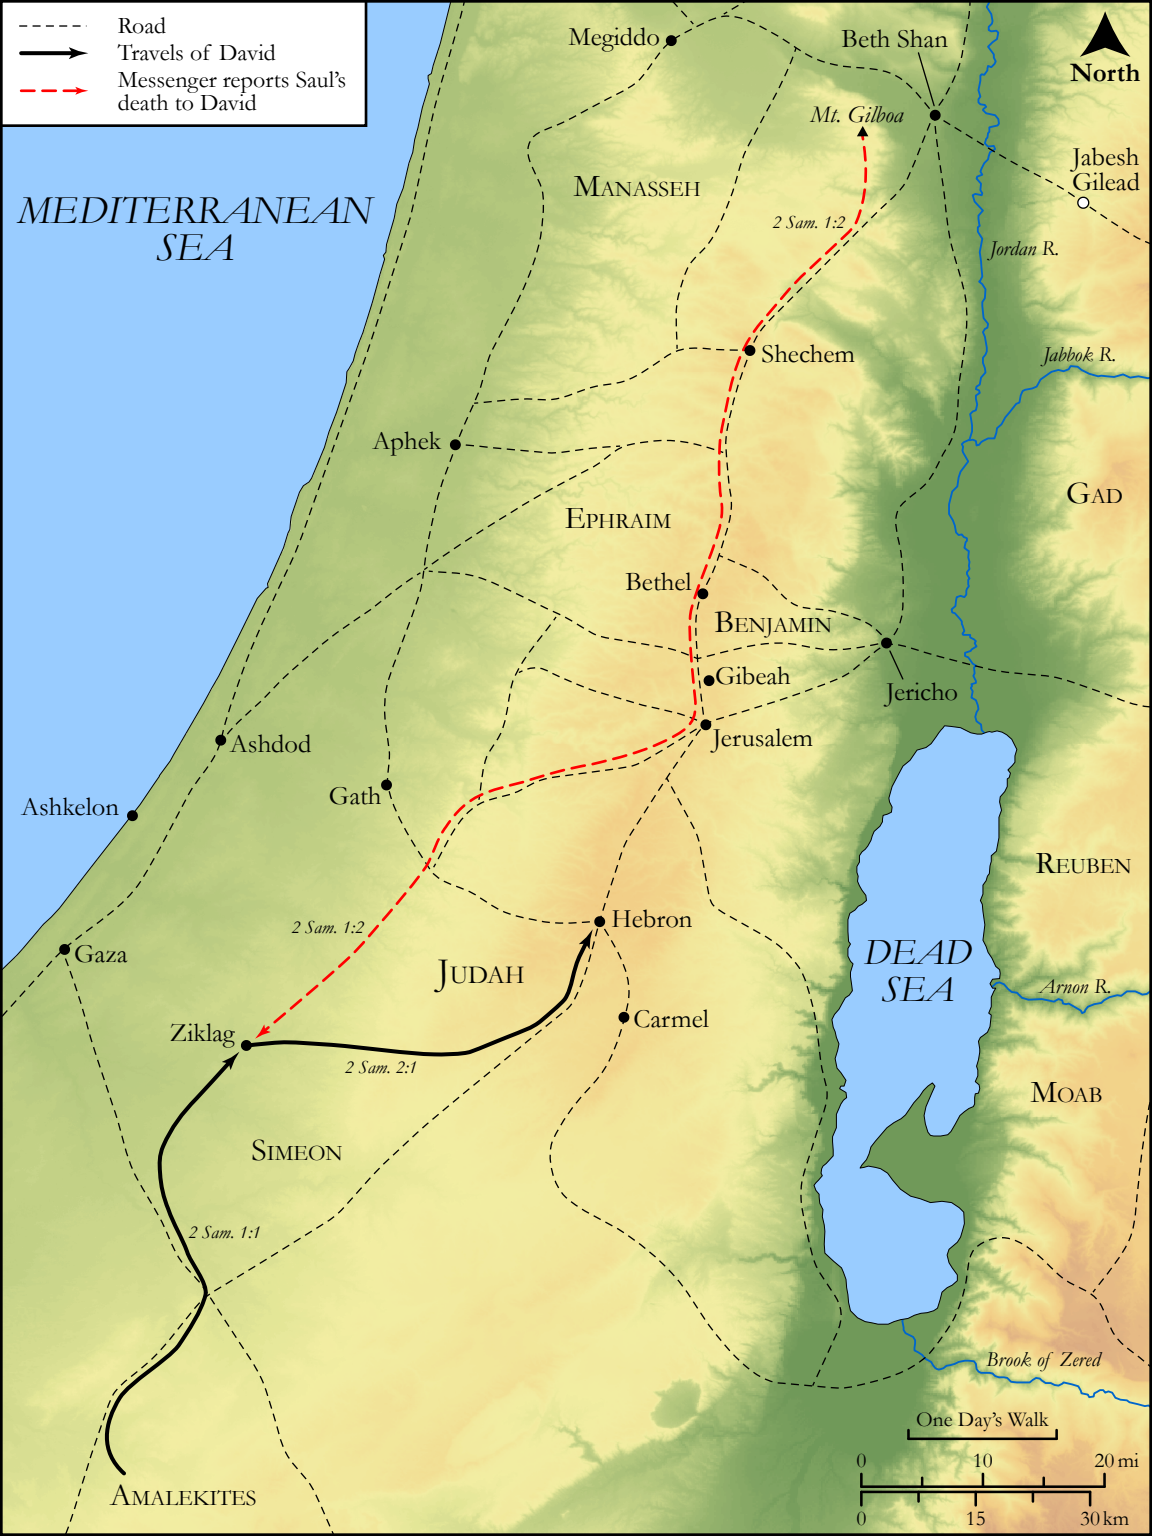 Road
Travels of David
Messenger reports Saul's
death to David
North
Megiddo
Beth Shan
Mt. Gilboa
Jabesh
Gilead
MANASSEH
MEDITERRANEAN
SEA
2 Sam. 1:2
Jordan R.
Shechem
Jabbok R.
Aphek
GAD
EPHRAIM
Bethel
BENJAMIN
Gibeah
Jericho
Jerusalem
Ashdod
Gath
Ashkelon
REUBEN
Hebron
2 Sam. 1:2
Gaza
JUDAH
DEAD
SEA
Arnon R.
Ziklag
Carmel
2 Sam. 2:1
MOAB
SIMEON
2 Sam. 1:1
Brook of Zered
One Day's Walk
0 10 20 mi
0 15 30 km
AMALEKITES